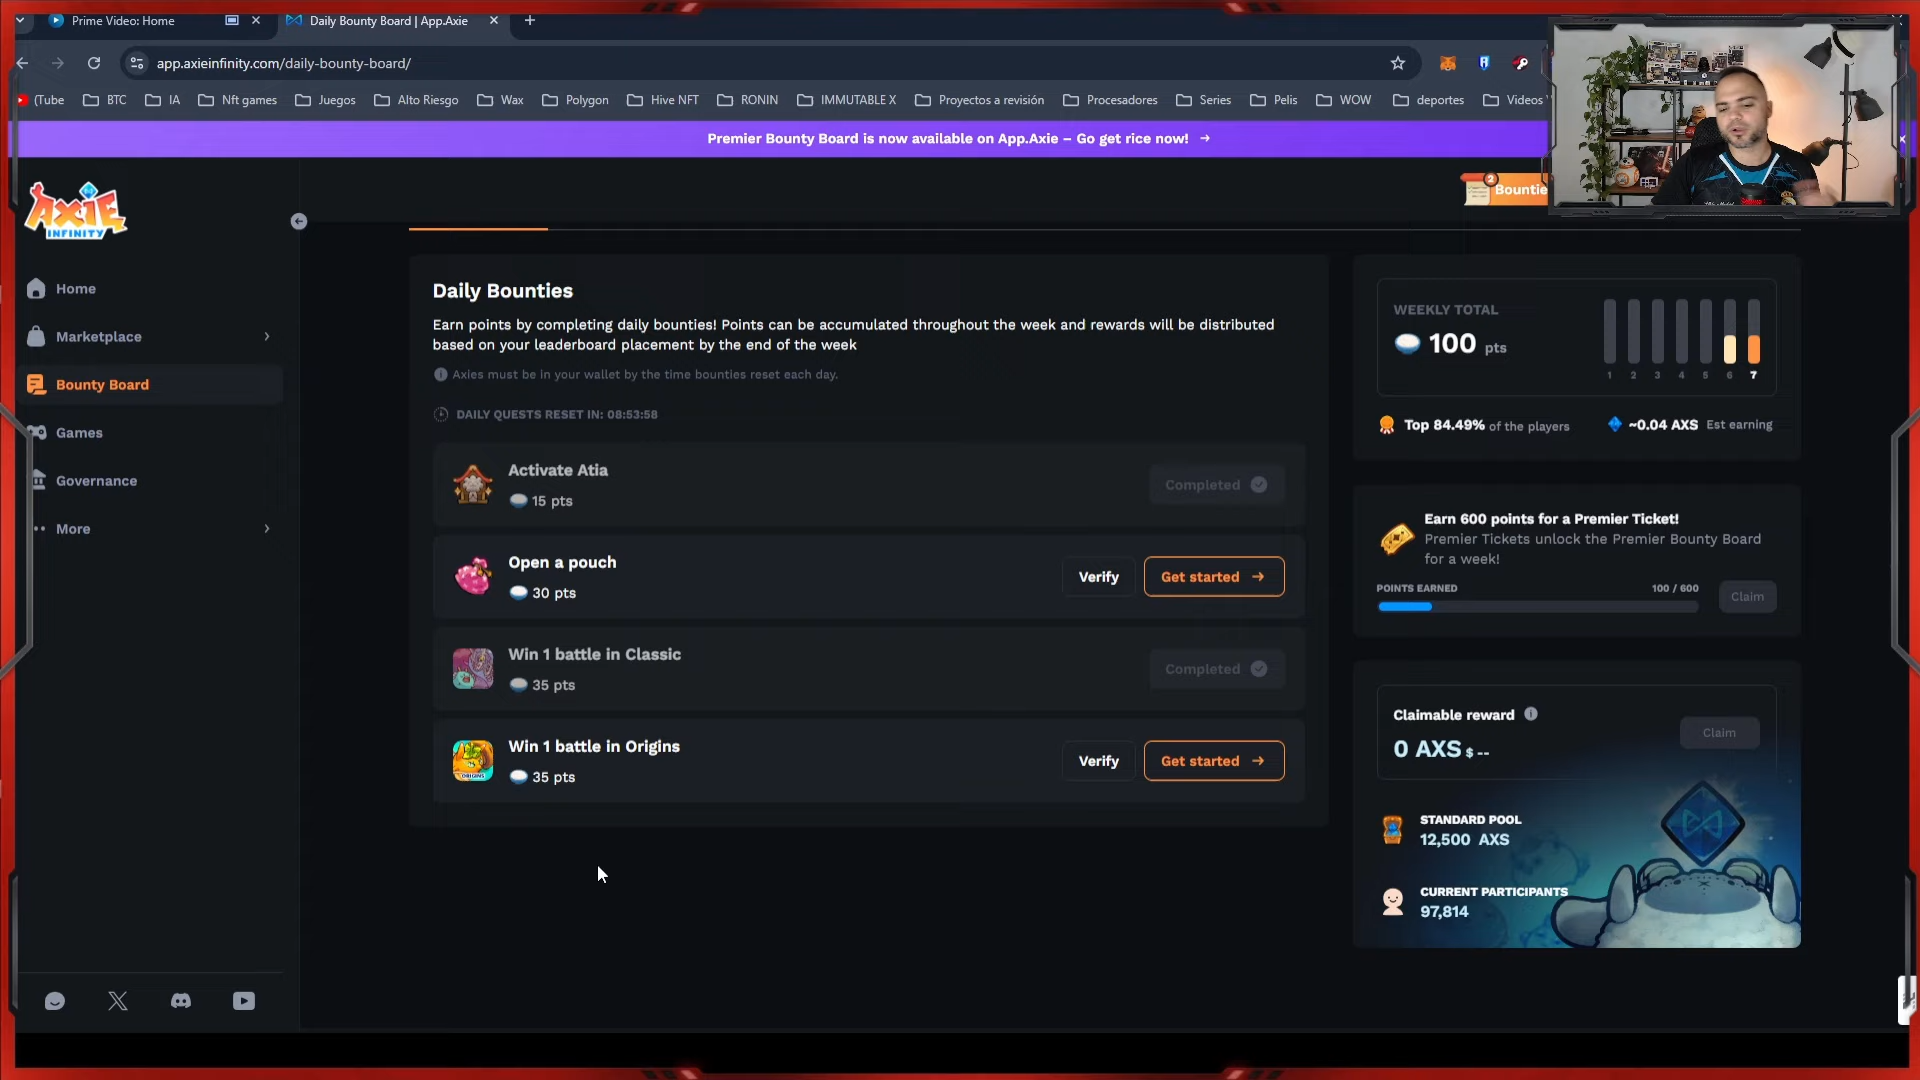 Prime Video: Home
Daily Bounty Board | App.Axie
app.axieinfinity.com/daily-bounty-board/
(Tube
BTC
IA
Nft games
Juegos
Alto Riesgo
Wax
Polygon
Hive NFT
RONIN
IMMUTABLE X
Proyectos a revisión
Procesadores
Series
Pelis
WOW
deportes
Videos
Premier Bounty Board is now available on App.Axie – Go get rice now! →
AXIE
INFINITY
2
Bountie
Home
Marketplace
Bounty Board
Games
Governance
More
Daily Bounties
Earn points by completing daily bounties! Points can be accumulated throughout the week and rewards will be distributed
based on your leaderboard placement by the end of the week
Axies must be in your wallet by the time bounties reset each day.
DAILY QUESTS RESET IN: 08:53:58
Activate Atia
15 pts
Completed
Open a pouch
30 pts
Verify
Get started →
Win 1 battle in Classic
35 pts
Completed
Win 1 battle in Origins
35 pts
Verify
Get started →
ORIGINS
WEEKLY TOTAL
100 pts
1 2 3 4 5 6 7
Top 84.49% of the players
~0.04 AXS Est earning
Earn 600 points for a Premier Ticket!
Premier Tickets unlock the Premier Bounty Board
for a week!
POINTS EARNED
100 / 600
Claim
Claimable reward
0 AXS $ --
Claim
STANDARD POOL
12,500 AXS
CURRENT PARTICIPANTS
97,814